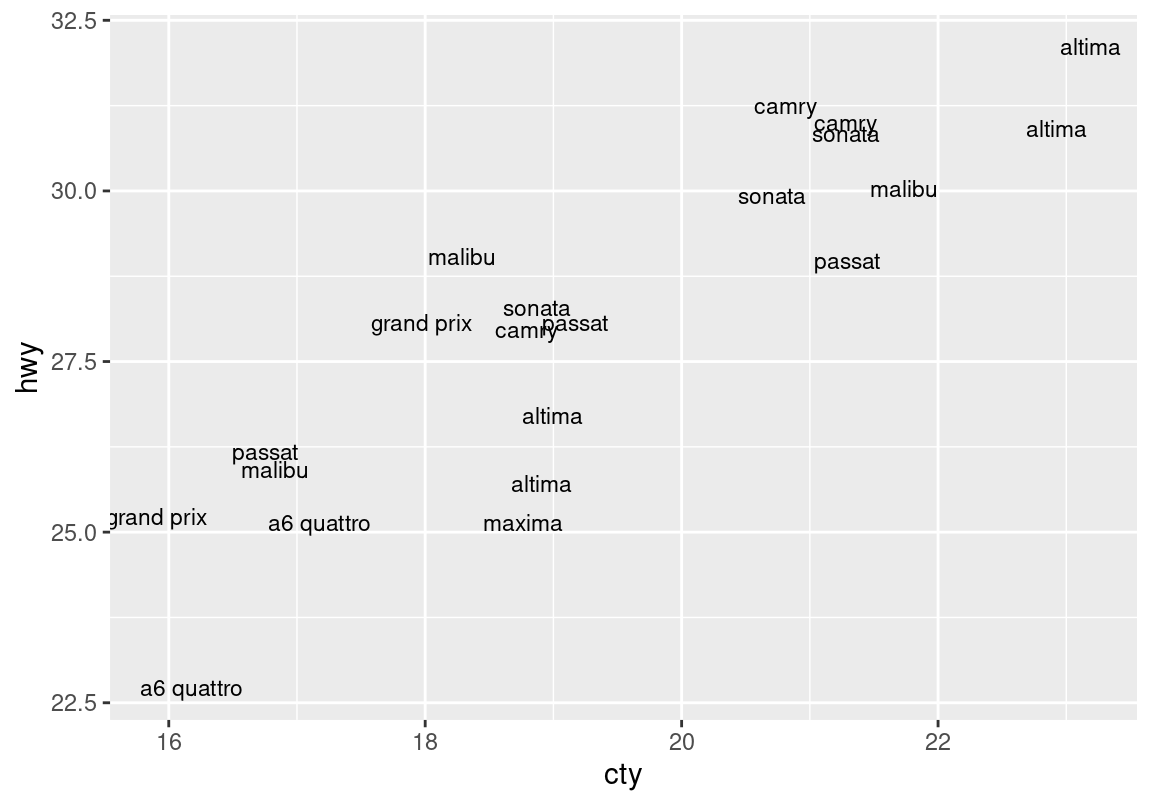 32.5
altima
camry
camry
sonata
altima
30.0
sonata
malibu
malibu
passat
sonata
grand prix
camry
passat
27.5
hwy
altima
passat
malibu
altima
grand prix
a6 quattro
maxima
25.0
a6 quattro
22.5
16 18 20 22
cty